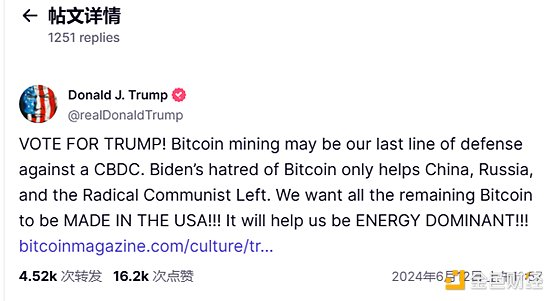 帖文详情
1251 replies
Donald J. Trump
@realDonaldTrump
VOTE FOR TRUMP! Bitcoin mining may be our last line of defense
against a CBDC. Biden’s hatred of Bitcoin only helps China, Russia,
and the Radical Communist Left. We want all the remaining Bitcoin
to be MADE IN THE USA!!! It will help us be ENERGY DOMINANT!!!
bitcoinmagazine.com/culture/tr...
4.52k 次转发 16.2k 次点赞 2024年6月12日
金色财经